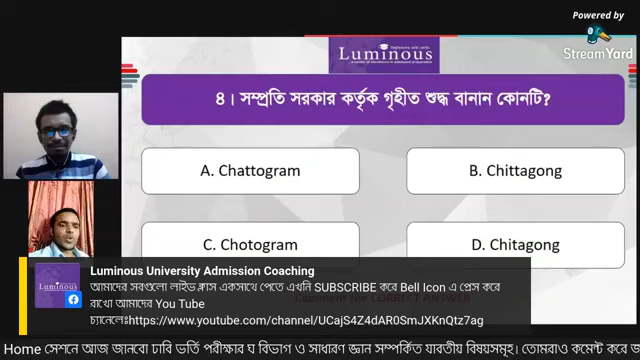 Powered by
StreamYard
Luminous
৪। সম্প্রতি সরকার কর্তৃক গৃহীত শুদ্ধ বানান কোনটি?
A. Chattogram
B. Chittagong
C. Chotogram
D. Chitagong
Luminous University Admission Coaching
আমাদের সবগুলো লাইভ ক্লাস একসাথে পেতে এখনি SUBSCRIBE করে Bell Icon এ প্রেস করে
রাখো আমাদের You Tube
চ্যানেলেঃhttps://www.youtube.com/channel/UCajS4Z4dAR0SmJXKnQtz7ag
Comment the CORRECT ANSWER
Home সেশনে আজ জানবো ঢাবি ভর্তি পরীক্ষার ঘ বিভাগ ও সাধারণ জ্ঞান সম্পর্কিত যাবতীয় বিষয়সমূহ। তোমরাও কমেন্ট করে